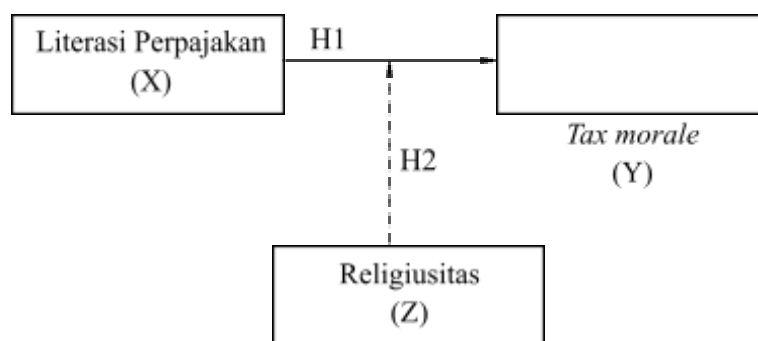 Literasi Perpajakan
(X)
H1
Tax morale
(Y)
H2
Religiusitas
(Z)